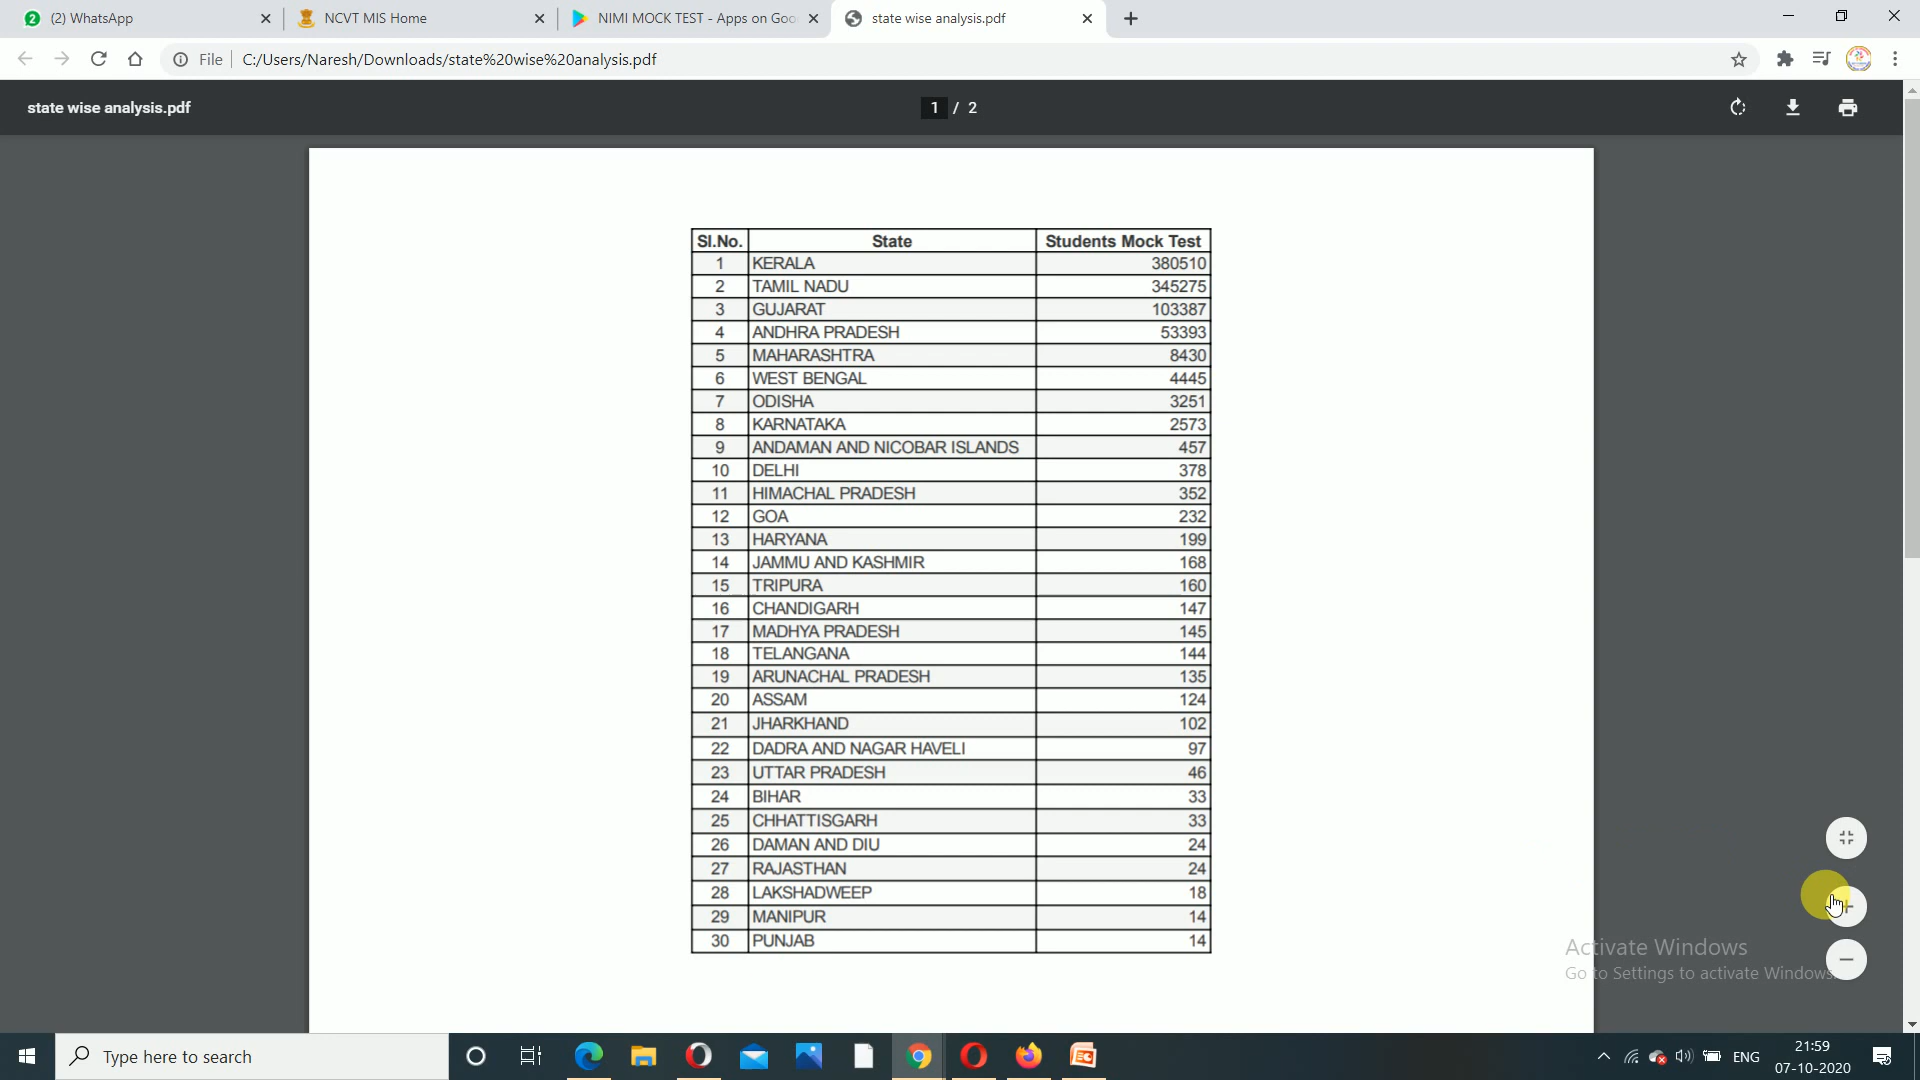 (2) WhatsApp
NCVT MIS Home
NIMI MOCK TEST - Apps on Goo
state wise analysis.pdf
File C:/Users/Naresh/Downloads/state%20wise%20analysis.pdf
state wise analysis.pdf 1 / 2
Sl.No. State Students Mock Test
1 KERALA 380510
2 TAMIL NADU 345275
3 GUJARAT 103387
4 ANDHRA PRADESH 53393
5 MAHARASHTRA 8430
6 WEST BENGAL 4445
7 ODISHA 3251
8 KARNATAKA 2573
9 ANDAMAN AND NICOBAR ISLANDS 457
10 DELHI 378
11 HIMACHAL PRADESH 352
12 GOA 232
13 HARYANA 199
14 JAMMU AND KASHMIR 168
15 TRIPURA 160
16 CHANDIGARH 147
17 MADHYA PRADESH 145
18 TELANGANA 144
19 ARUNACHAL PRADESH 135
20 ASSAM 124
21 JHARKHAND 102
22 DADRA AND NAGAR HAVELI 97
23 UTTAR PRADESH 46
24 BIHAR 33
25 CHHATTISGARH 33
26 DAMAN AND DIU 24
27 RAJASTHAN 24
28 LAKSHADWEEP 18
29 MANIPUR 14
30 PUNJAB 14
Activate Windows
Go to Settings to activate Windows.
Type here to search
ENG
21:59
07-10-2020